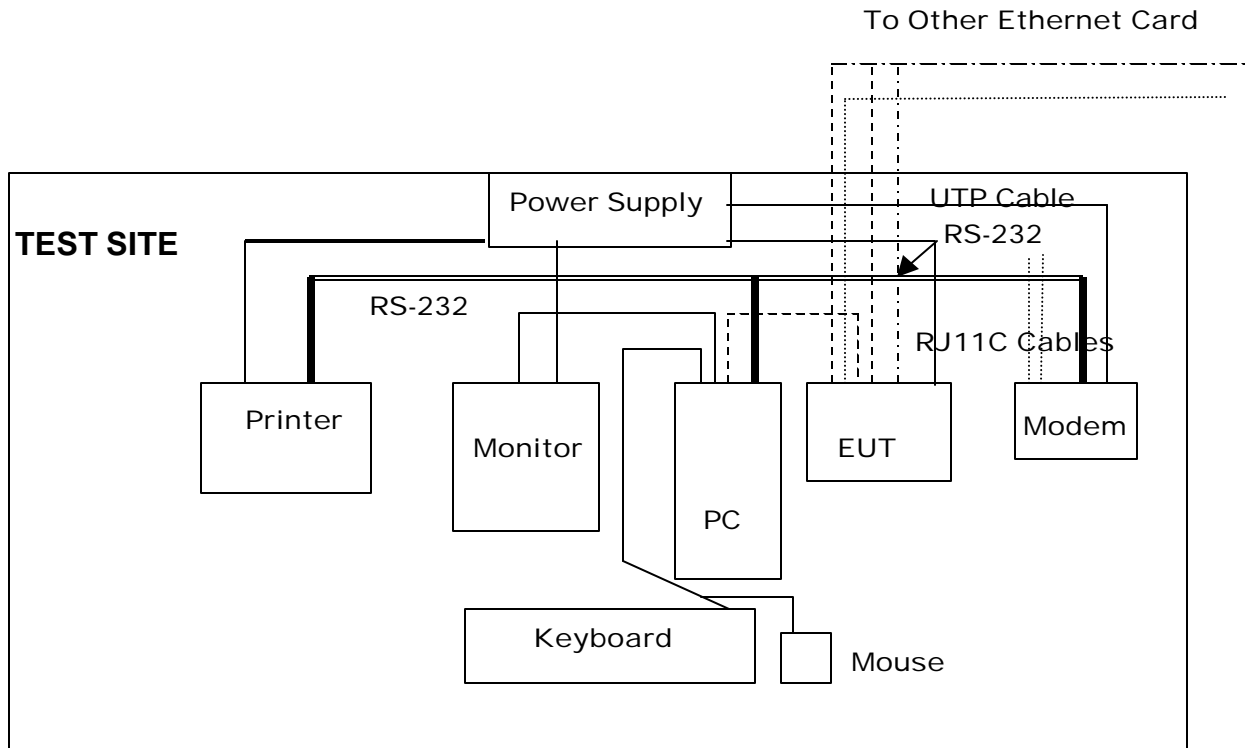 To Other Ethernet Card
Power Supply
UTP Cable
TEST SITE
RS-232
RS-232
RJ11C Cables
Printer
Monitor
EUT
Modem
PC
Keyboard
Mouse